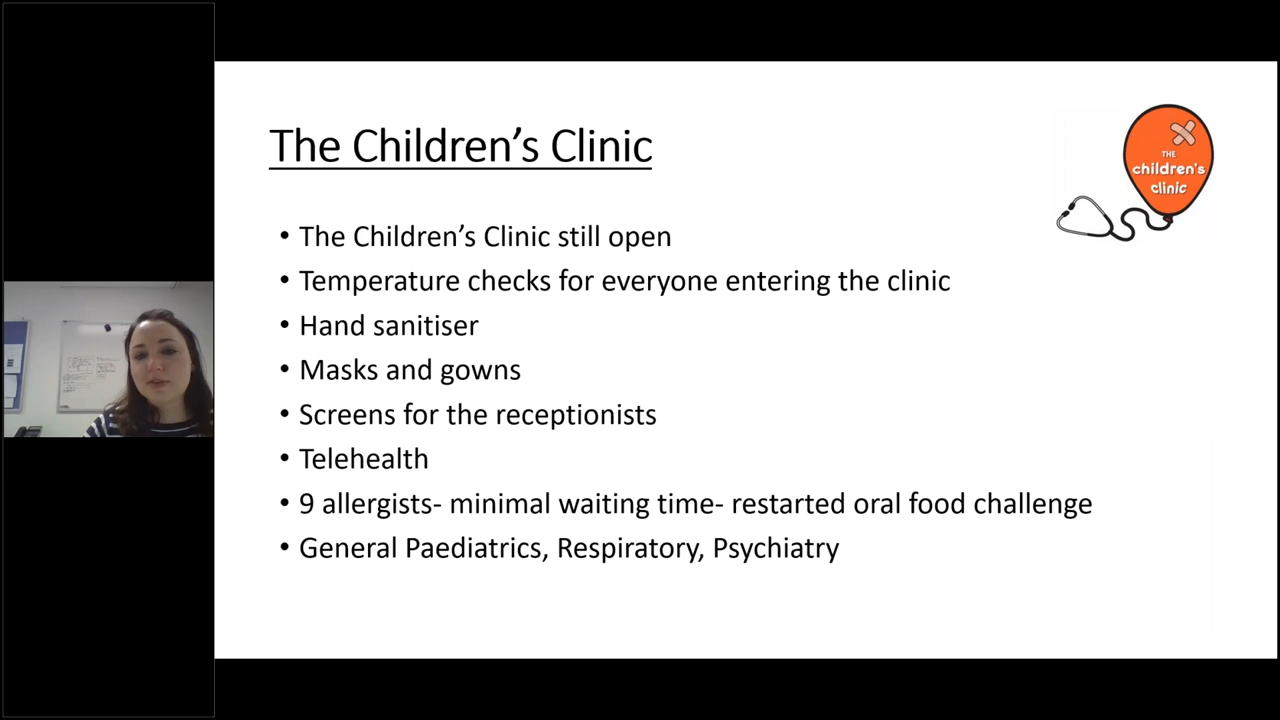 The Children's Clinic
THE
children's
clinic
• The Children's Clinic still open
• Temperature checks for everyone entering the clinic
• Hand sanitiser
• Masks and gowns
• Screens for the receptionists
• Telehealth
• 9 allergists- minimal waiting time- restarted oral food challenge
• General Paediatrics, Respiratory, Psychiatry